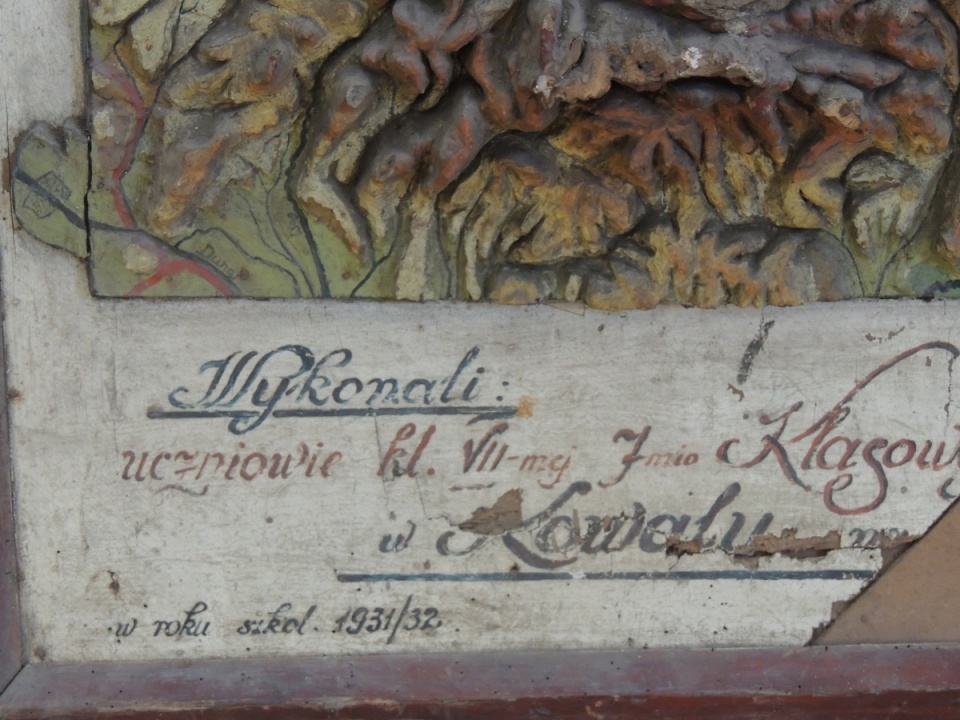 Wykonali:
uczniowie kl. VII-mej 7mio Klasow
w Kowalu
w roku szkol. 1931/32.